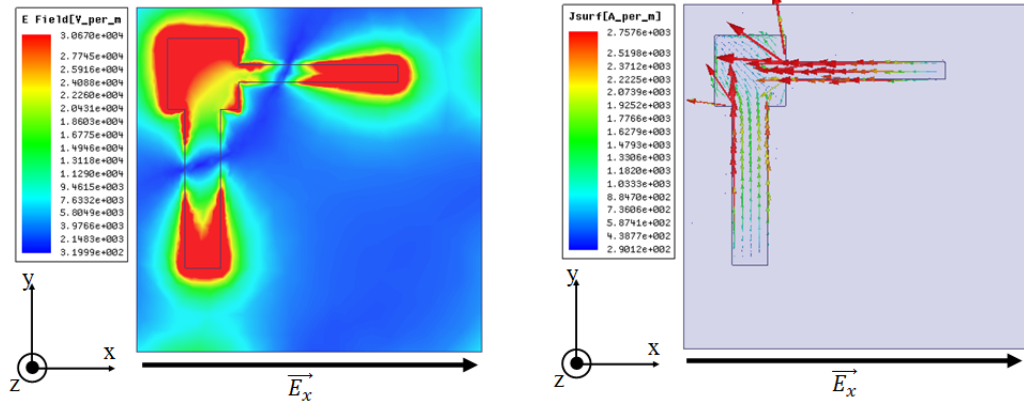 E Field[V_per_m
3.0670e+004
2.7745e+004
2.5916e+004
2.4088e+004
2.2260e+004
2.0431e+004
1.8603e+004
1.6775e+004
1.4946e+004
1.3118e+004
1.1290e+004
9.4615e+003
7.6332e+003
5.8049e+003
3.9766e+003
2.1483e+003
3.1999e+002
y
x
z
Ex
Jsurf[A_per_m]
2.7576e+003
2.5198e+003
2.3712e+003
2.2225e+003
2.0739e+003
1.9252e+003
1.7766e+003
1.6279e+003
1.4793e+003
1.3306e+003
1.1820e+003
1.0333e+003
8.8470e+002
7.3606e+002
5.8741e+002
4.3877e+002
2.9012e+002
y
x
z
Ex